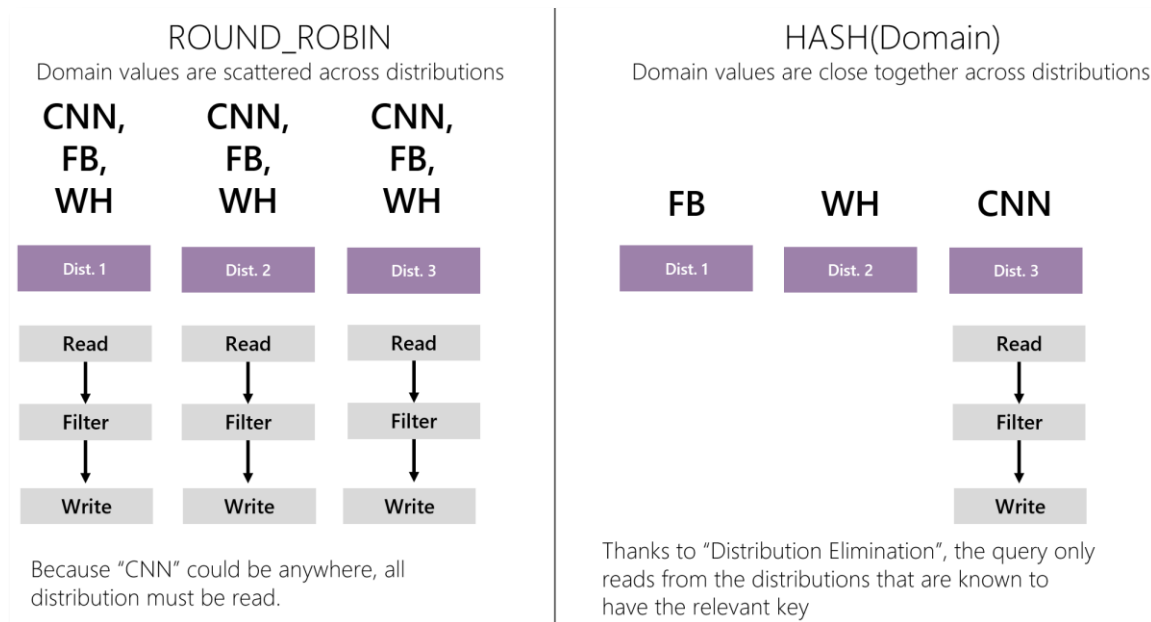 ROUND_ROBIN
Domain values are scattered across distributions
CNN,
FB,
WH
CNN,
FB,
WH
CNN,
FB,
WH
Dist. 1
Dist. 2
Dist. 3
Read
Read
Read
Filter
Filter
Filter
Write
Write
Write
Because “CNN” could be anywhere, all
distribution must be read.
HASH(Domain)
Domain values are close together across distributions
FB
WH
CNN
Dist. 1
Dist. 2
Dist. 3
Read
Filter
Write
Thanks to “Distribution Elimination”, the query only
reads from the distributions that are known to
have the relevant key